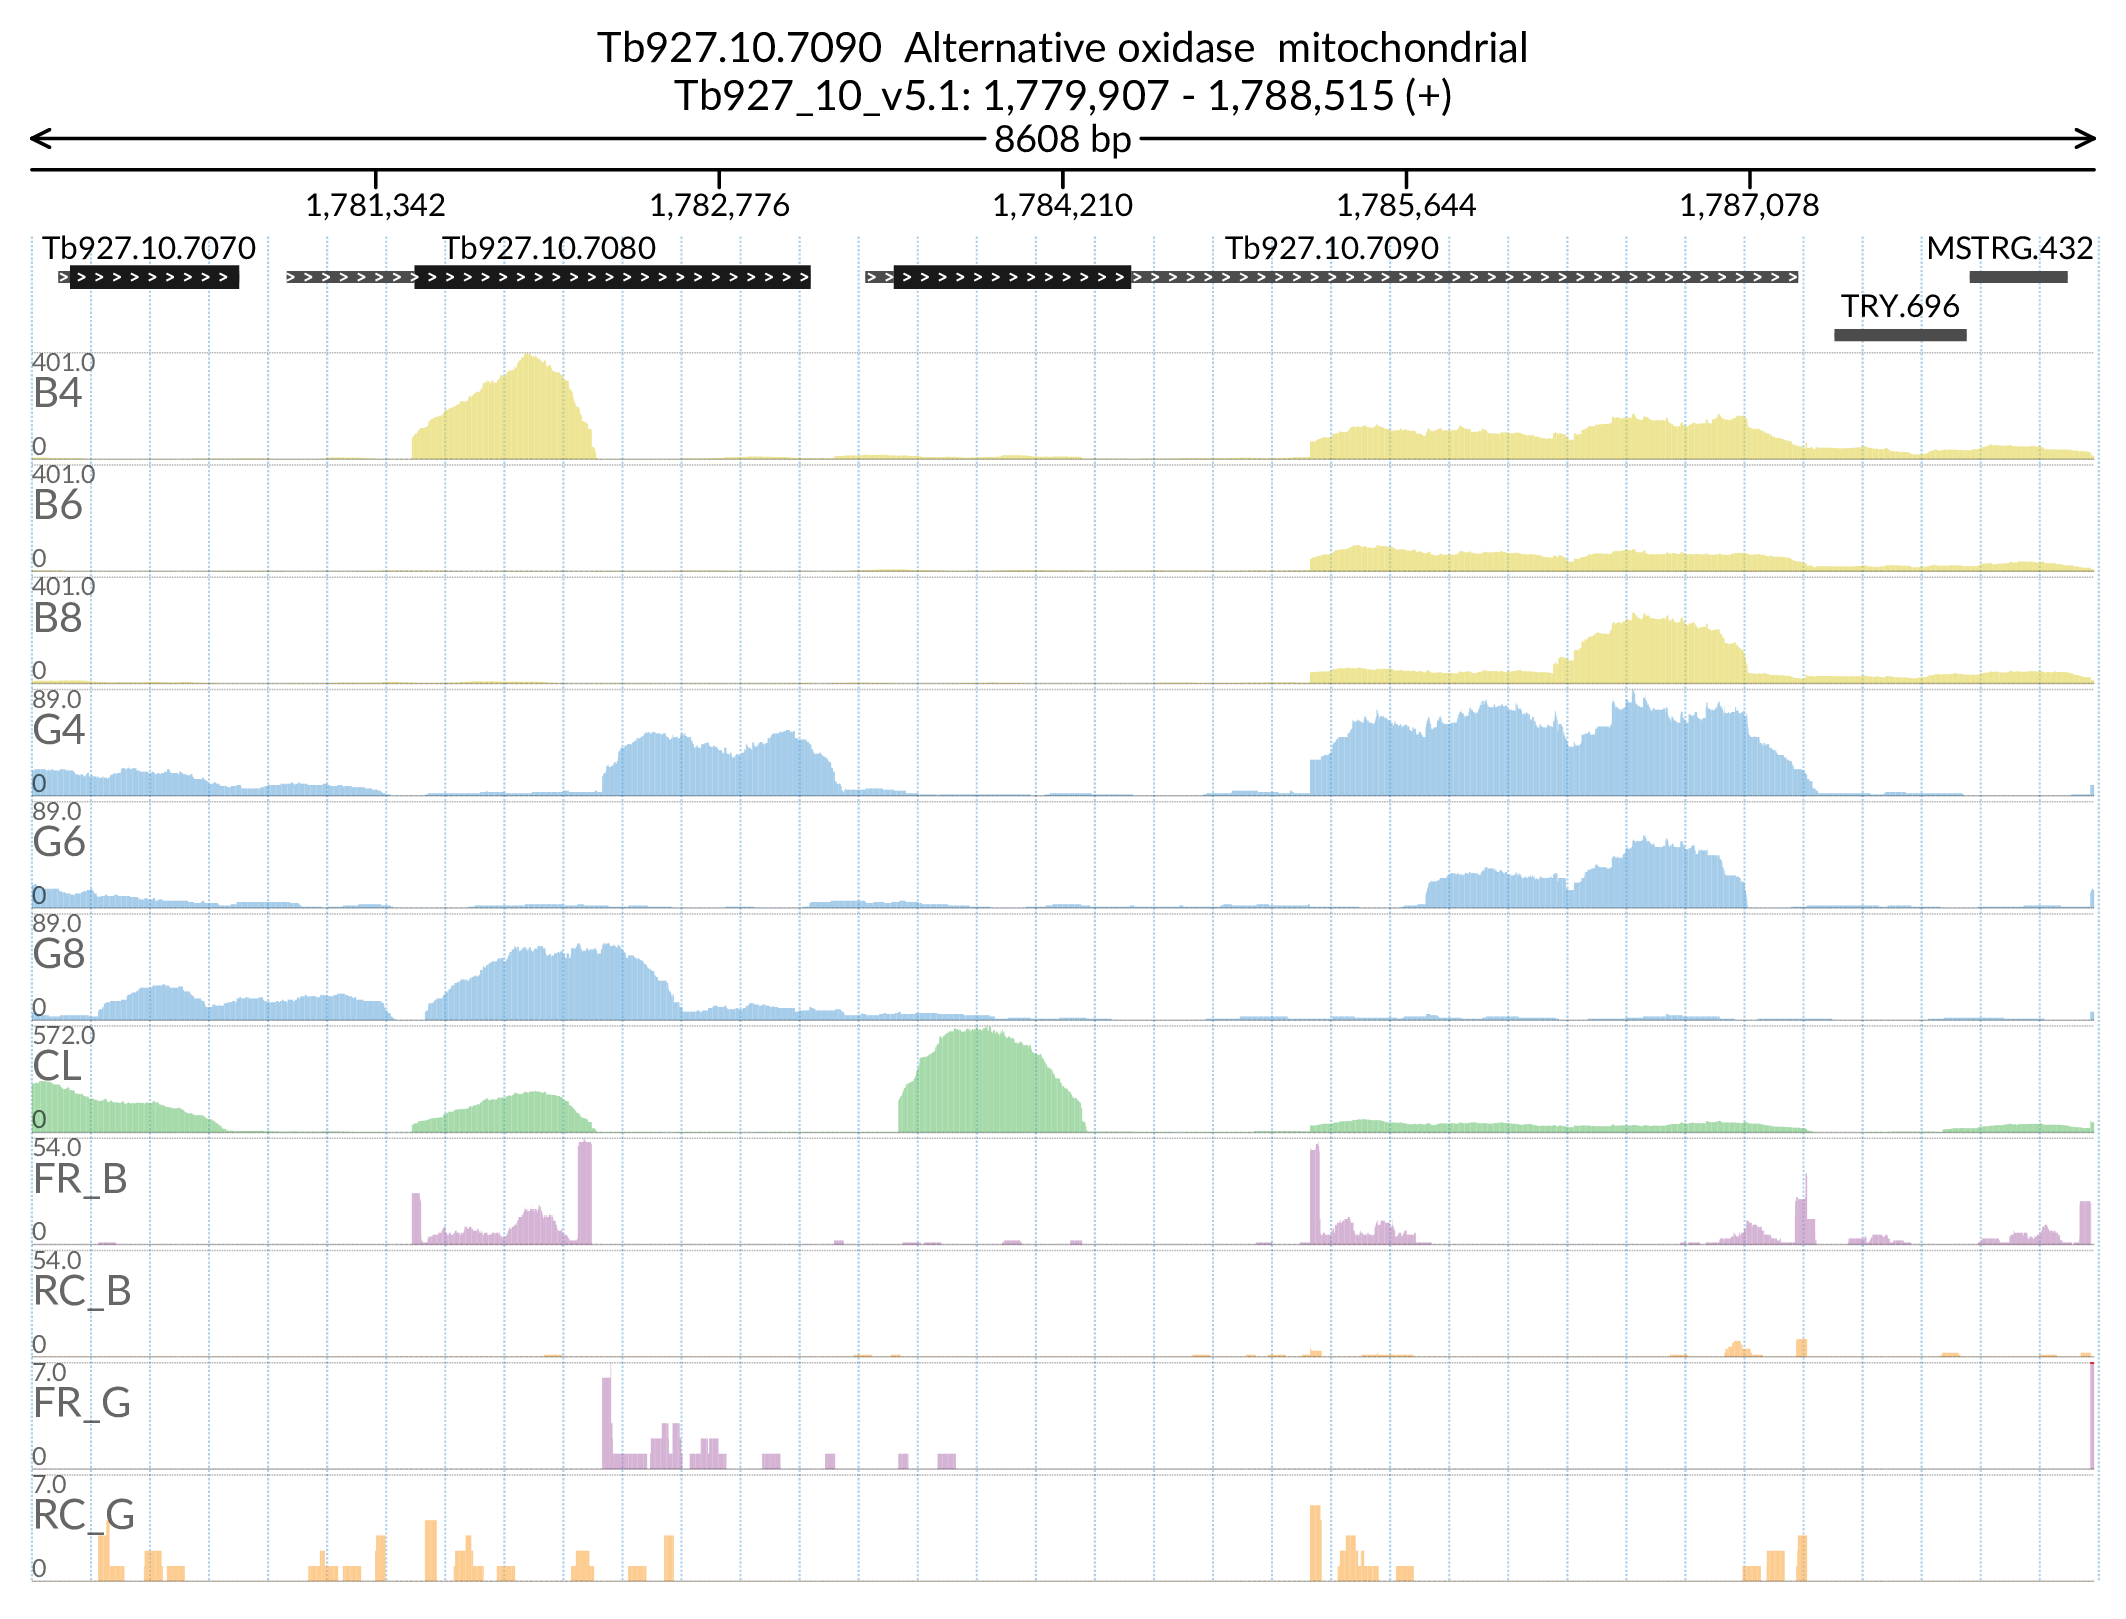 Tb927.10.7090 Alternative oxidase mitochondrial
Tb927_10_v5.1: 1,779,907 - 1,788,515 (+)
8608 bp
1,781,342 1,782,776 1,784,210 1,785,644 1,787,078
Tb927.10.7070 Tb927.10.7080 Tb927.10.7090 MSTRG.432
TRY.696
401.0
B4
0
401.0
B6
0
401.0
B8
0
89.0
G4
0
89.0
G6
0
89.0
G8
0
572.0
CL
0
54.0
FR_B
0
54.0
RC_B
0
7.0
FR_G
0
7.0
RC_G
0